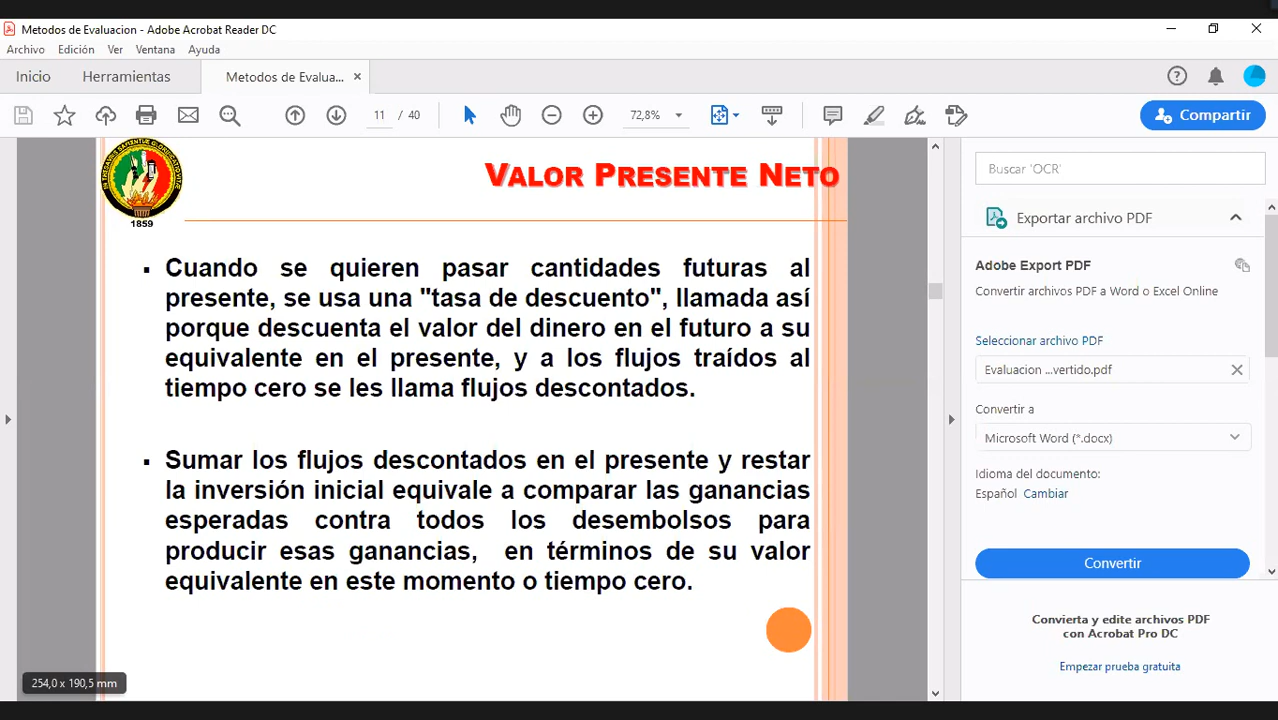 Metodos de Evaluacion - Adobe Acrobat Reader DC
Archivo Edición Ver Ventana Ayuda
Inicio Herramientas Metodos de Evalua... ×
11 / 40 72,8% Compartir
VALOR PRESENTE NETO
1859
▪ Cuando se quieren pasar cantidades futuras al
presente, se usa una "tasa de descuento", llamada así
porque descuenta el valor del dinero en el futuro a su
equivalente en el presente, y a los flujos traídos al
tiempo cero se les llama flujos descontados.
▪ Sumar los flujos descontados en el presente y restar
la inversión inicial equivale a comparar las ganancias
esperadas contra todos los desembolsos para
producir esas ganancias, en términos de su valor
equivalente en este momento o tiempo cero.
254,0 x 190,5 mm
Buscar 'OCR'
Exportar archivo PDF
Adobe Export PDF
Convertir archivos PDF a Word o Excel Online
Seleccionar archivo PDF
Evaluacion ...vertido.pdf
Convertir a
Microsoft Word (*.docx)
Idioma del documento:
Español Cambiar
Convertir
Convierta y edite archivos PDF
con Acrobat Pro DC
Empezar prueba gratuita